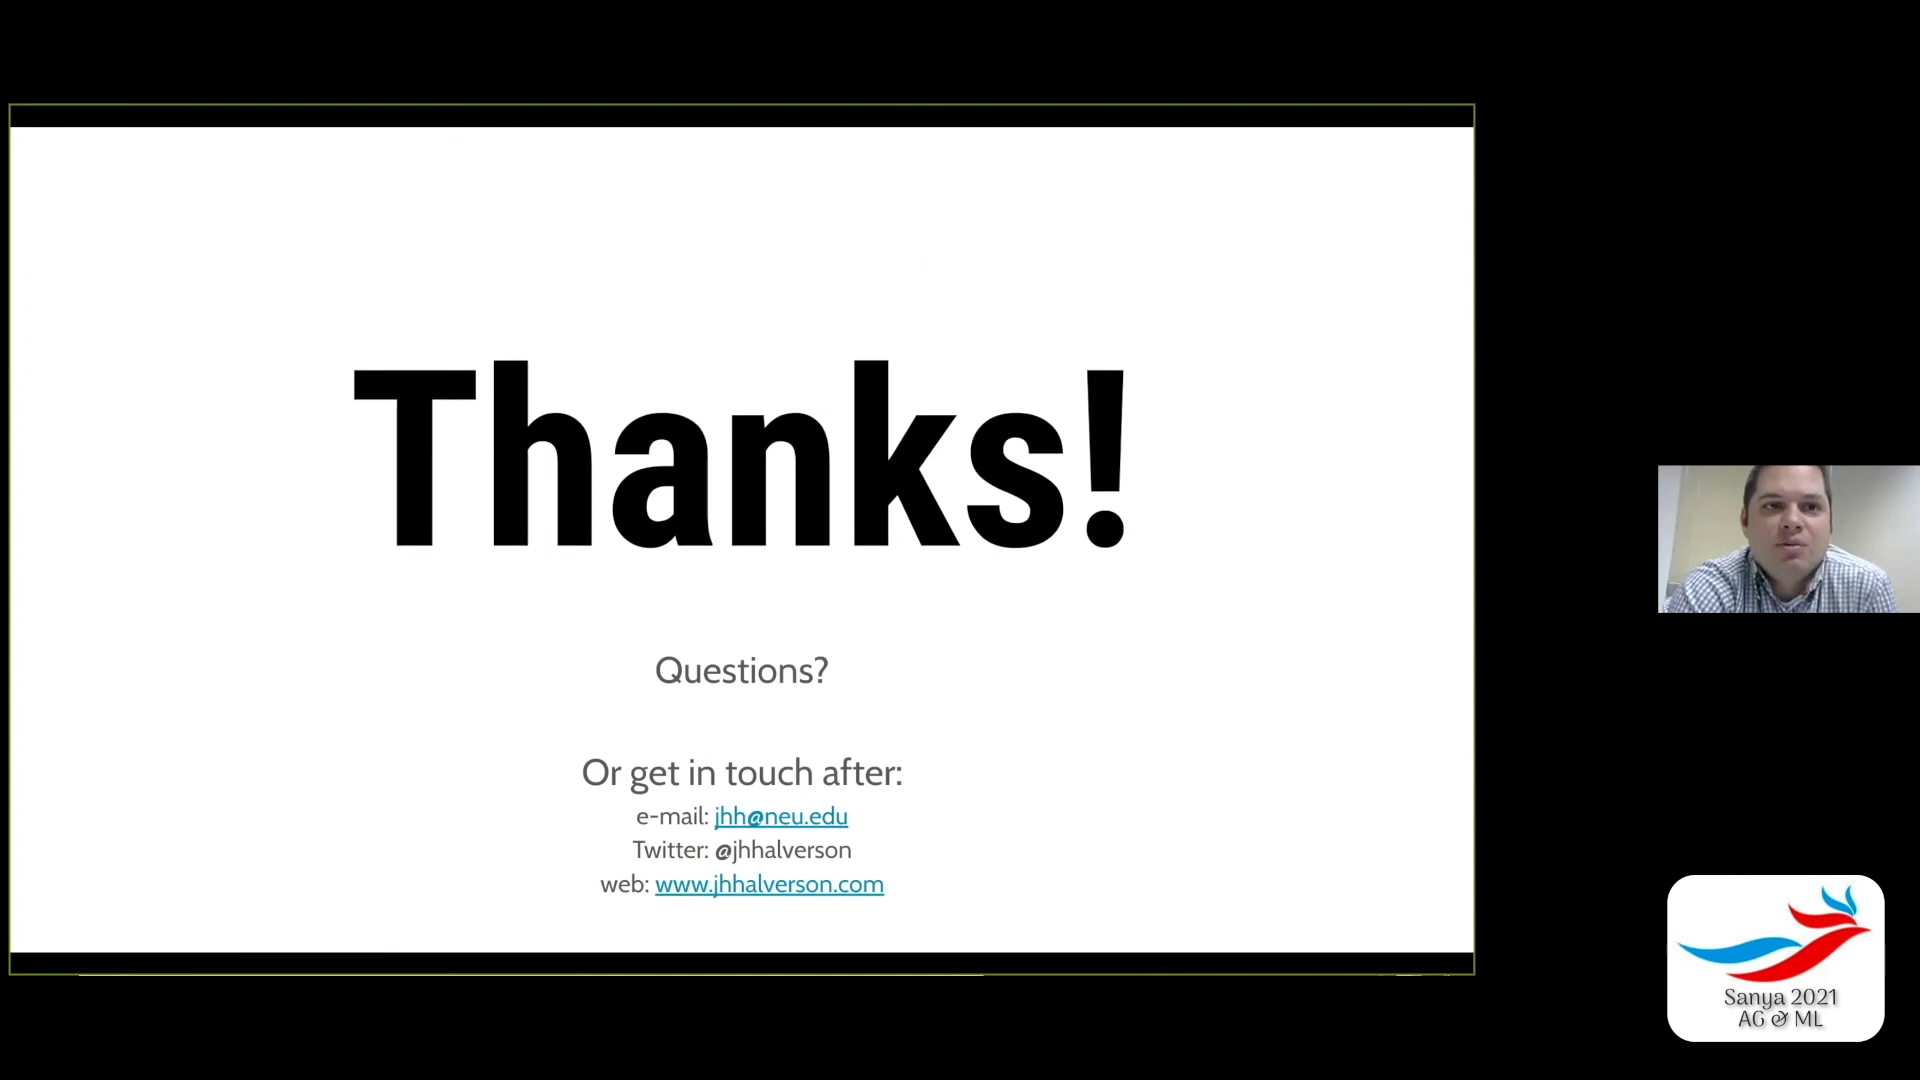 Thanks!
Questions?
Or get in touch after:
e-mail: jhh@neu.edu
Twitter: @jhhalverson
web: www.jhhalverson.com
Sanya 2021
AG & ML